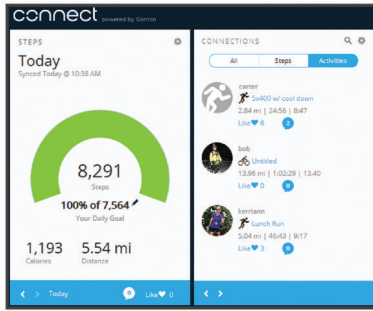 connect powered by Garmin
STEPS
Today
Synced Today @ 10:38 AM
8,291
Steps
100% of 7,564
Your Daily Goal
1,193
Calories
5.54 mi
Distance
Today
0
Like 0
CONNECTIONS
All
Steps
Activities
carter
5x400 w/ cool down
2.84 mi | 24:56 | 8:47
Like 6
2
bob
Untitled
13.96 mi | 1:02:29 | 13.40
Like 0
0
kerriann
Lunch Run
5.04 mi | 46:43 | 9:17
Like 3
0